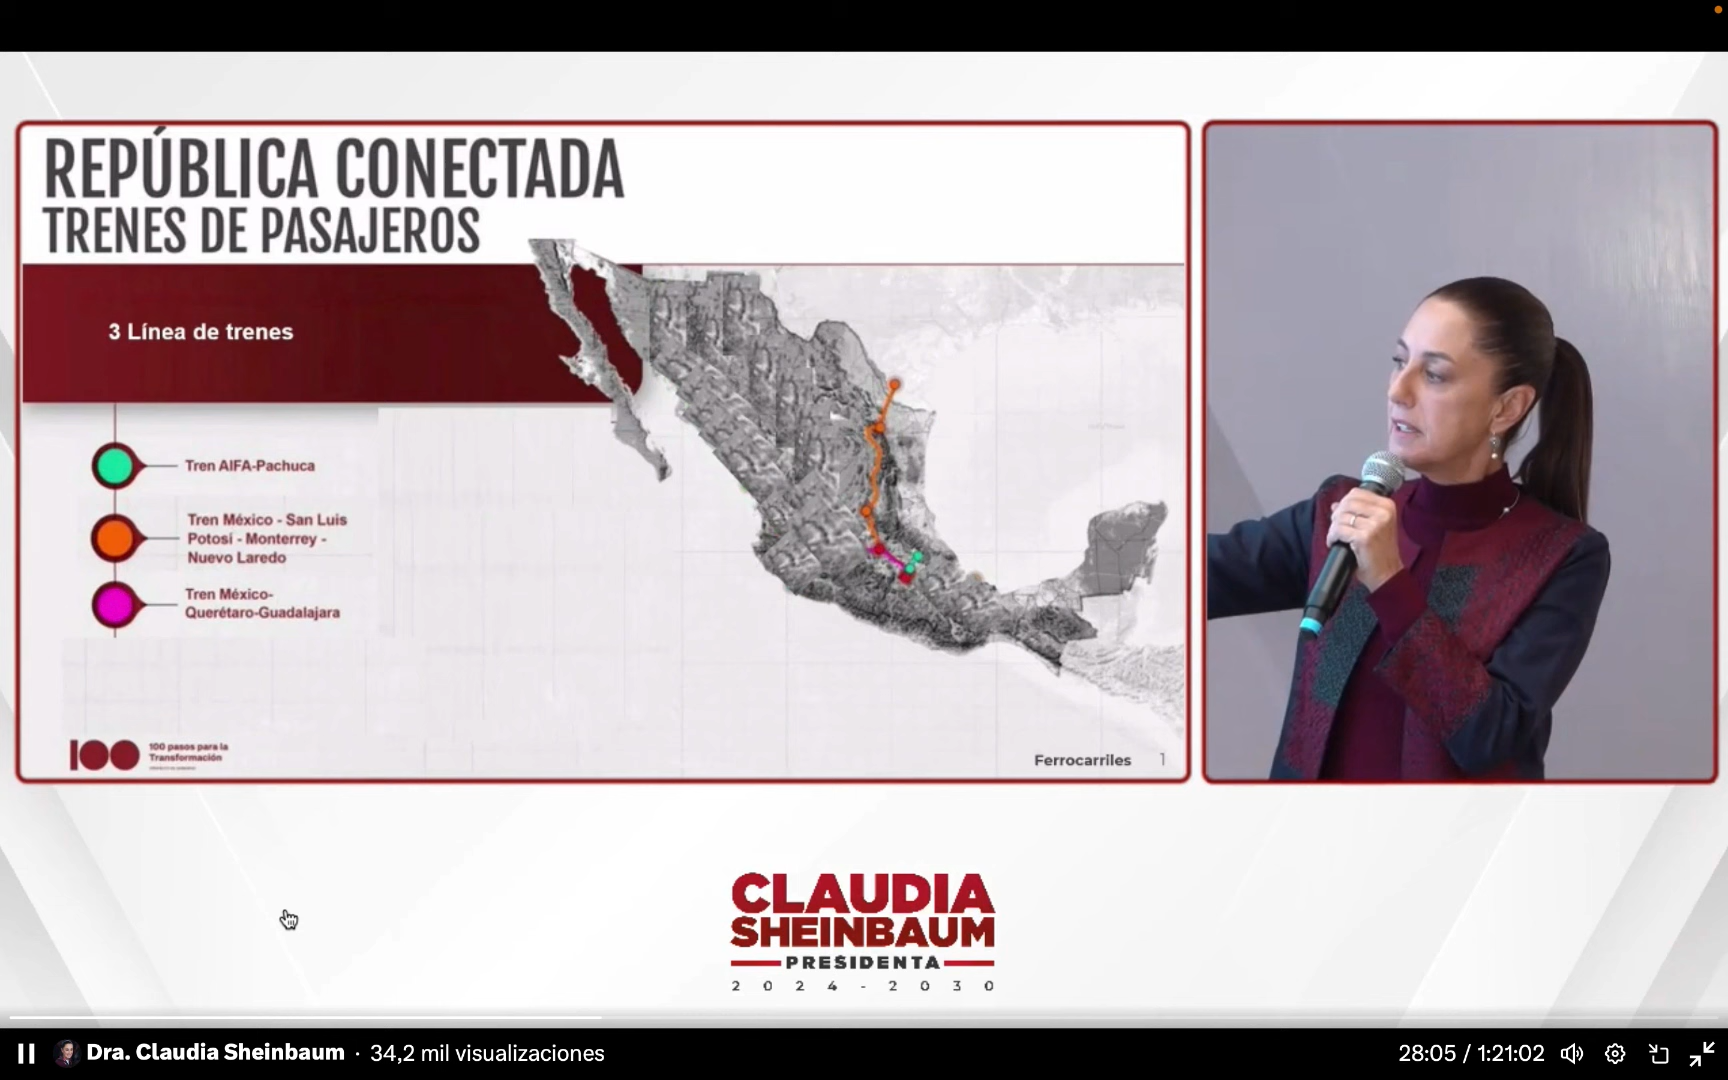 REPÚBLICA CONECTADA
TRENES DE PASAJEROS
3 Línea de trenes
Tren AIFA-Pachuca
Tren México - San Luis
Potosí - Monterrey -
Nuevo Laredo
Tren México-
Querétaro-Guadalajara
100
100 pasos para la
Transformación
Ferrocarriles 1
CLAUDIA
SHEINBAUM
PRESIDENTA
2024-2030
Dra. Claudia Sheinbaum · 34,2 mil visualizaciones
28:05 / 1:21:02